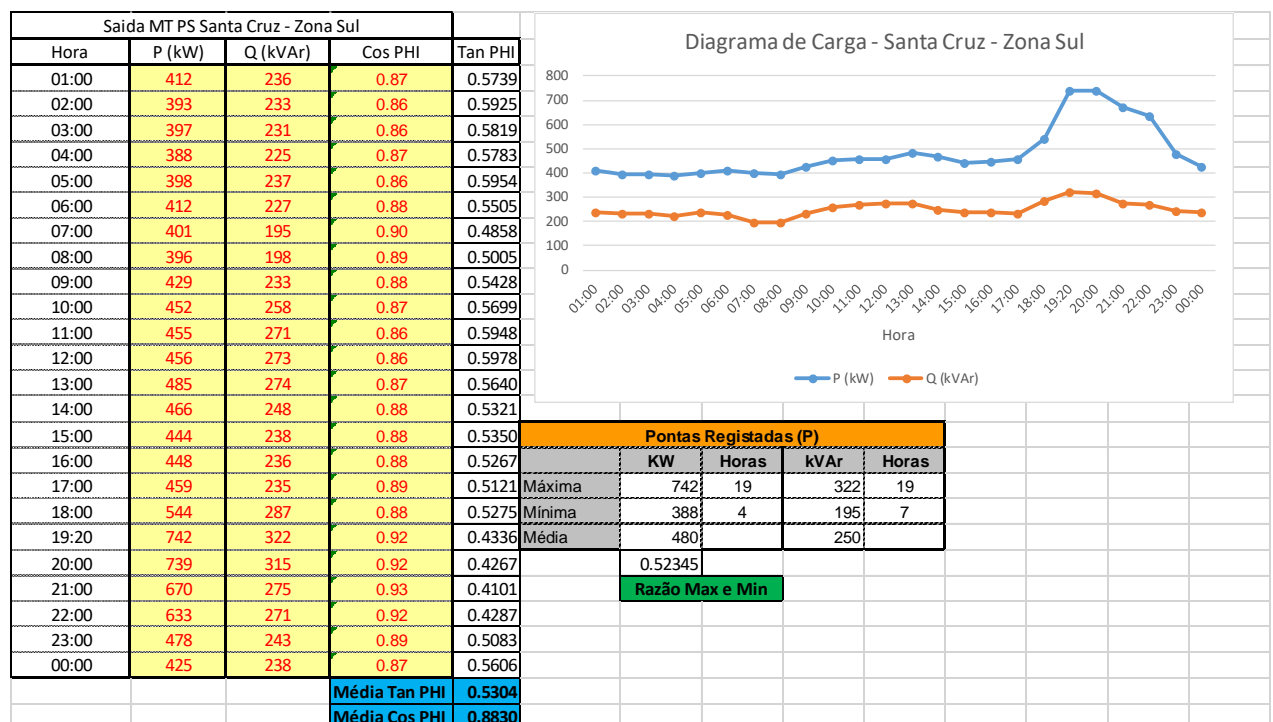 Saida MT PS Santa Cruz - Zona Sul
Hora P (kW) Q (kVAr) Cos PHI Tan PHI
01:00 412 236 0.87 0.5739
02:00 393 233 0.86 0.5925
03:00 397 231 0.86 0.5819
04:00 388 225 0.87 0.5783
05:00 398 237 0.86 0.5954
06:00 412 227 0.88 0.5505
07:00 401 195 0.90 0.4858
08:00 396 198 0.89 0.5005
09:00 429 233 0.88 0.5428
10:00 452 258 0.87 0.5699
11:00 455 271 0.86 0.5948
12:00 456 273 0.86 0.5978
13:00 485 274 0.87 0.5640
14:00 466 248 0.88 0.5321
15:00 444 238 0.88 0.5350
16:00 448 236 0.88 0.5267
17:00 459 235 0.89 0.5121
18:00 544 287 0.88 0.5275
19:20 742 322 0.92 0.4336
20:00 739 315 0.92 0.4267
21:00 670 275 0.93 0.4101
22:00 633 271 0.92 0.4287
23:00 478 243 0.89 0.5083
00:00 425 238 0.87 0.5606
Média Tan PHI 0.5304
Média Cos PHI 0.8830
Diagrama de Carga - Santa Cruz - Zona Sul
800
700
600
500
400
300
200
100
0
01:00 02:00 03:00 04:00 05:00 06:00 07:00 08:00 09:00 10:00 11:00 12:00 13:00 14:00 15:00 16:00 17:00 18:00 19:20 20:00 21:00 22:00 23:00 00:00
Hora
P (kW) Q (kVAr)
Pontas Registadas (P)
KW Horas kVAr Horas
Máxima 742 19 322 19
Mínima 388 4 195 7
Média 480 250
0.52345
Razão Max e Min